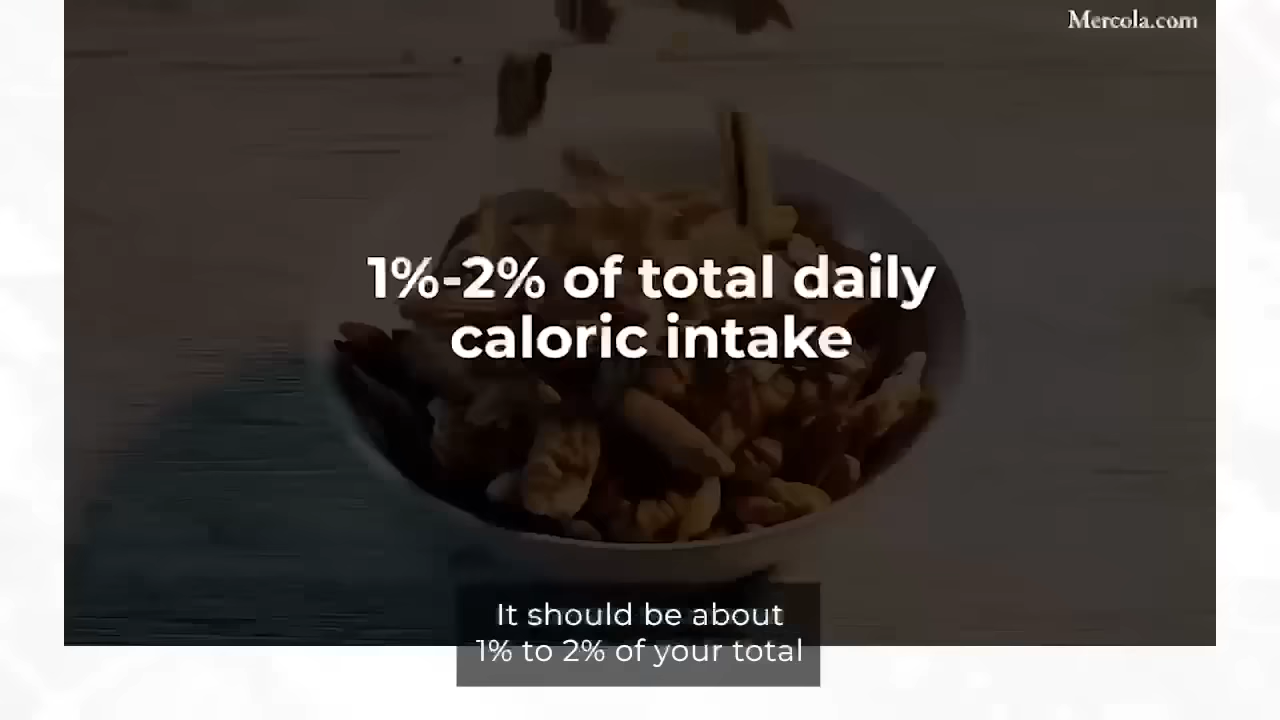 Mercola.com
1%-2% of total daily
caloric intake
It should be about
1% to 2% of your total